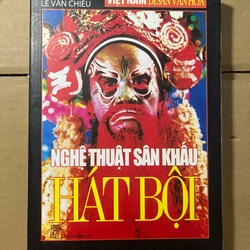 LÊ VĂN CHIÊU
VIỆT NAM DI SẢN VĂN HÓA
NGHỆ THUẬT SÂN KHẤU
HÁT BỘI